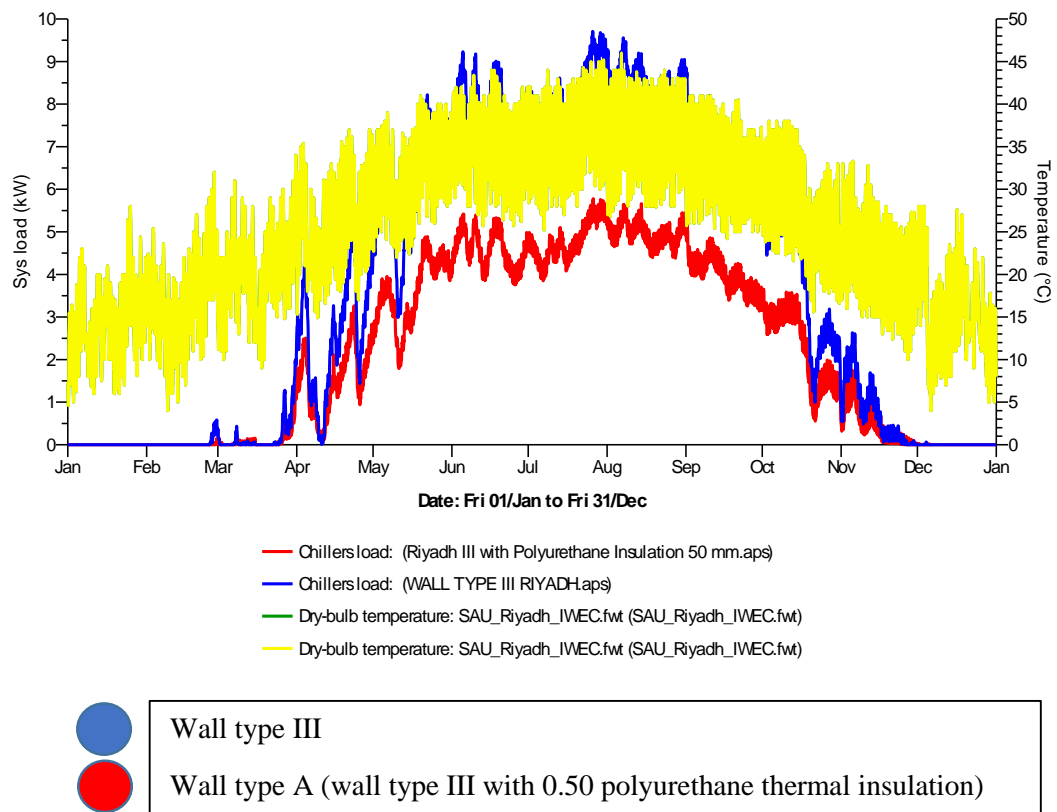 10
9
8
7
6
5
4
3
2
1
0
Sys load (kW)
50
45
40
35
30
25
20
15
10
5
0
Temperature (°C)
Jan Feb Mar Apr May Jun Jul Aug Sep Oct Nov Dec Jan
Date: Fri 01/Jan to Fri 31/Dec
Chillers load: (Riyadh III with Polyurethane Insulation 50 mm.aps)
Chillers load: (WALL TYPE III RIYADH.aps)
Dry-bulb temperature: SAU_Riyadh_IWEC.fwt (SAU_Riyadh_IWEC.fwt)
Dry-bulb temperature: SAU_Riyadh_IWEC.fwt (SAU_Riyadh_IWEC.fwt)
Wall type III
Wall type A (wall type III with 0.50 polyurethane thermal insulation)